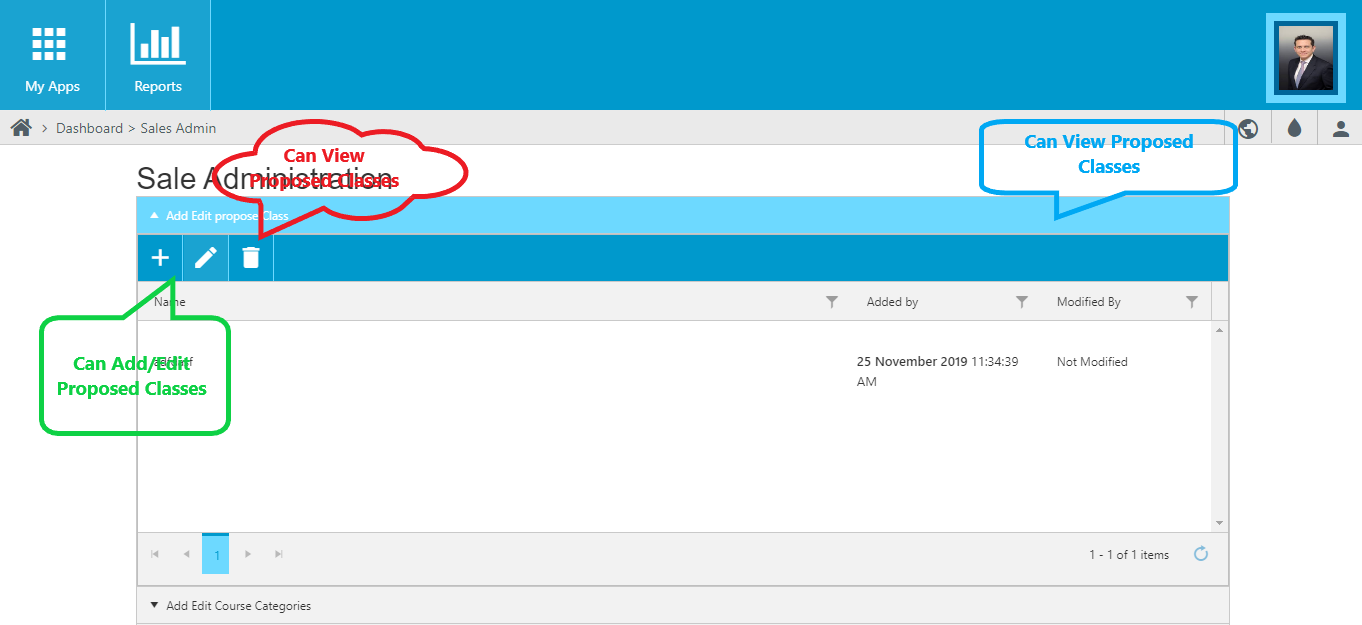 My Apps
Reports
> Dashboard > Sales Admin
Can View
Proposed Classes
Can View Proposed
Classes
Sale Administration
Add Edit propose Class
Name
Added by
Modified By
Can Add/Edit
Proposed Classes
25 November 2019 11:34:39
AM
Not Modified
1
1 - 1 of 1 items
Add Edit Course Categories